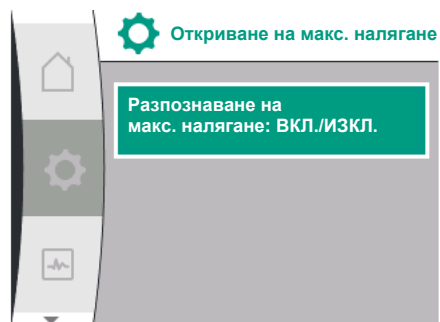 Откриване на макс. налягане
Разпознаване на
макс. налягане: ВКЛ./ИЗКЛ.